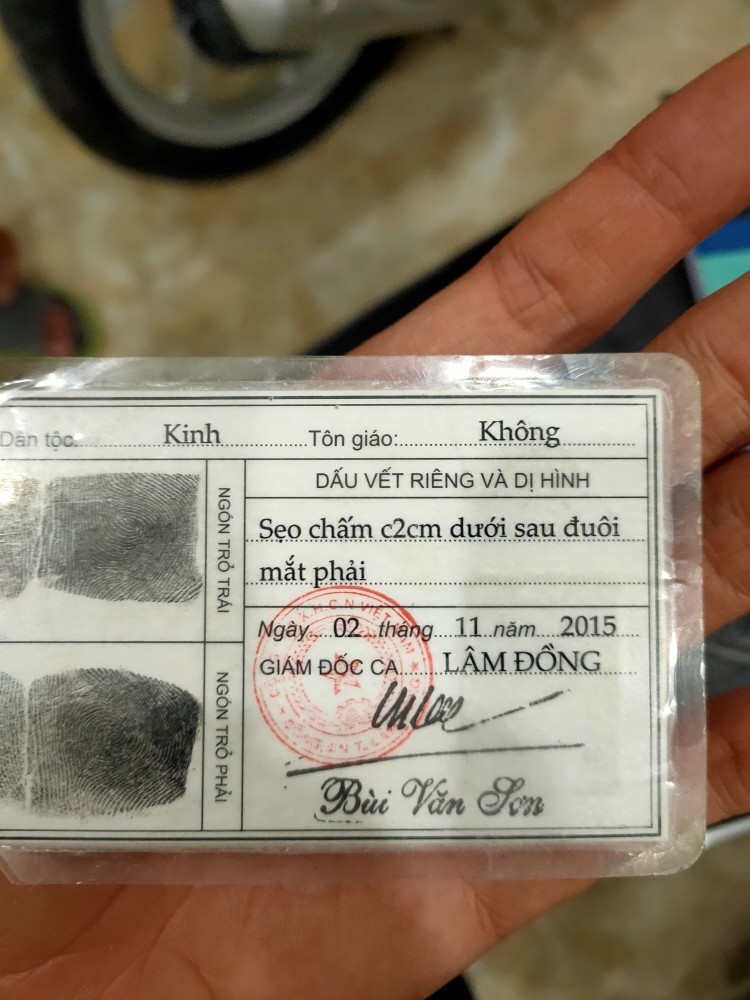 Dân tộc: Kinh Tôn giáo: Không
DẤU VẾT RIÊNG VÀ DỊ HÌNH
NGÓN TRỎ TRÁI
Sẹo chấm c2cm dưới sau đuôi
mắt phải
Ngày 02 tháng 11 năm 2015
GIÁM ĐỐC CA LÂM ĐỒNG
NGÓN TRỎ PHẢI
X.H.C.N VIỆT NAM
Bùi Văn Sơn